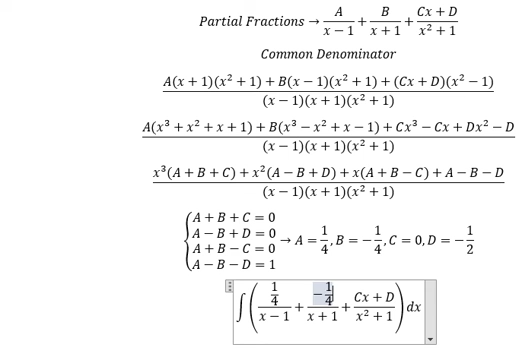 Partial Fractions → A/(x − 1) + B/(x + 1) + (Cx + D)/(x² + 1)
Common Denominator
(A(x + 1)(x² + 1) + B(x − 1)(x² + 1) + (Cx + D)(x² − 1))/((x − 1)(x + 1)(x² + 1))
(A(x³ + x² + x + 1) + B(x³ − x² + x − 1) + Cx³ − Cx + Dx² − D)/((x − 1)(x + 1)(x² + 1))
(x³(A + B + C) + x²(A − B + D) + x(A + B − C) + A − B − D)/((x − 1)(x + 1)(x² + 1))
{A + B + C = 0
A − B + D = 0
A + B − C = 0
A − B − D = 1 → A = 1/4, B = −1/4, C = 0, D = −1/2
∫((1/4)/(x − 1) + (−1/4)/(x + 1) + (Cx + D)/(x² + 1)) dx